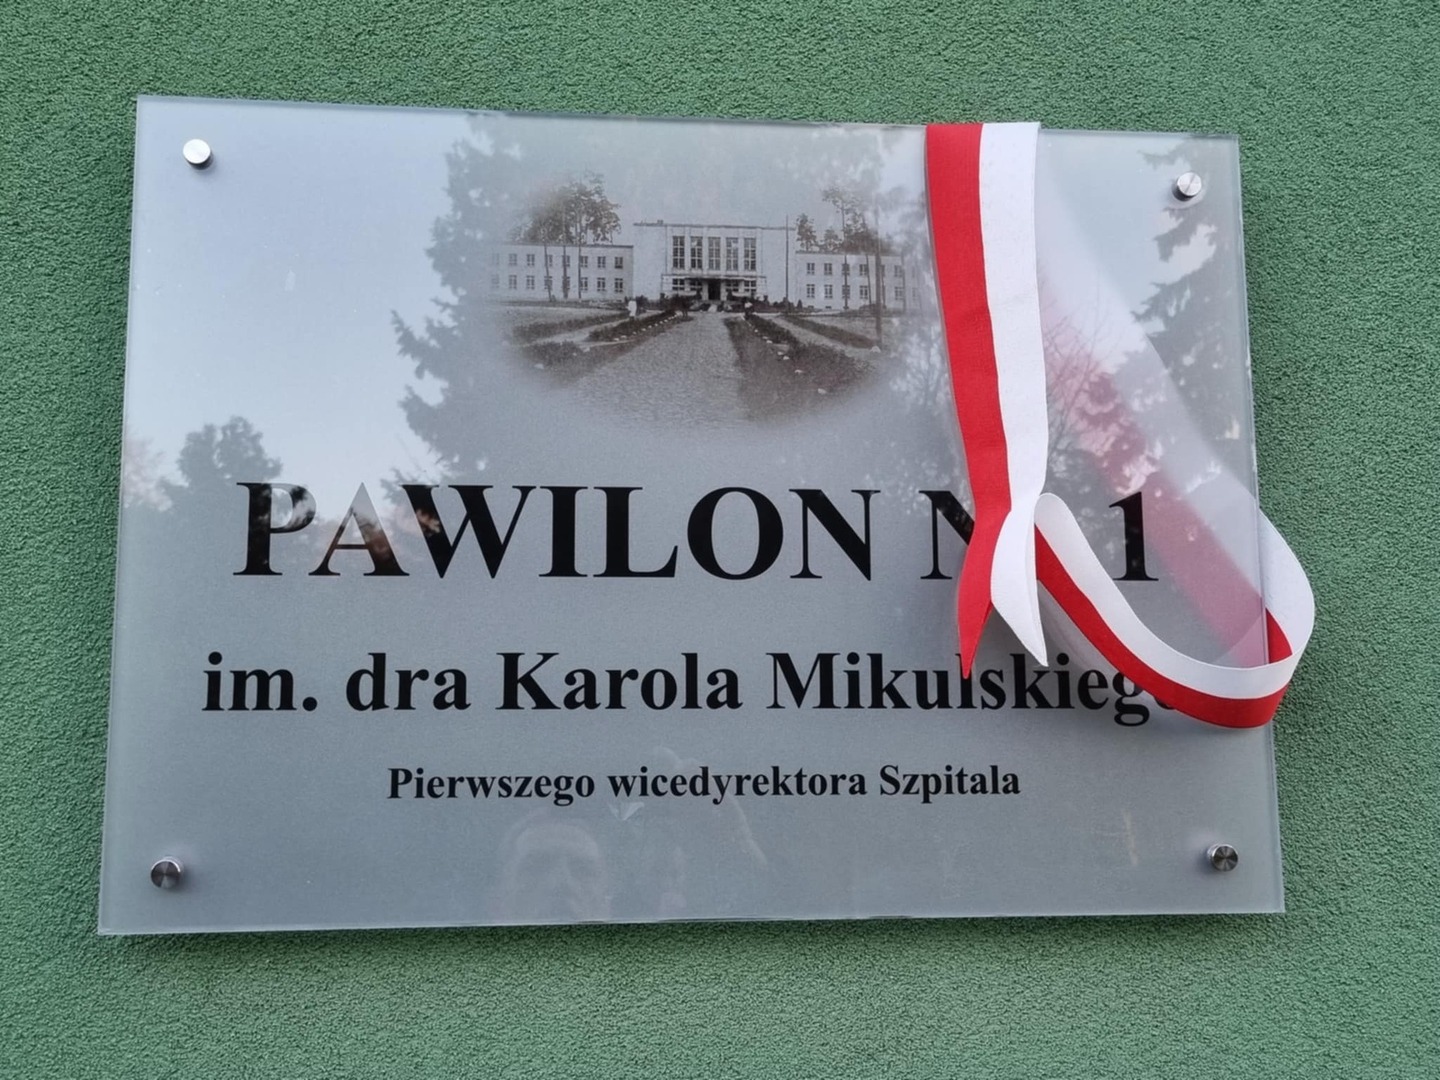 PAWILON N 1
im. dra Karola Mikulskiego
Pierwszego wicedyrektora Szpitala